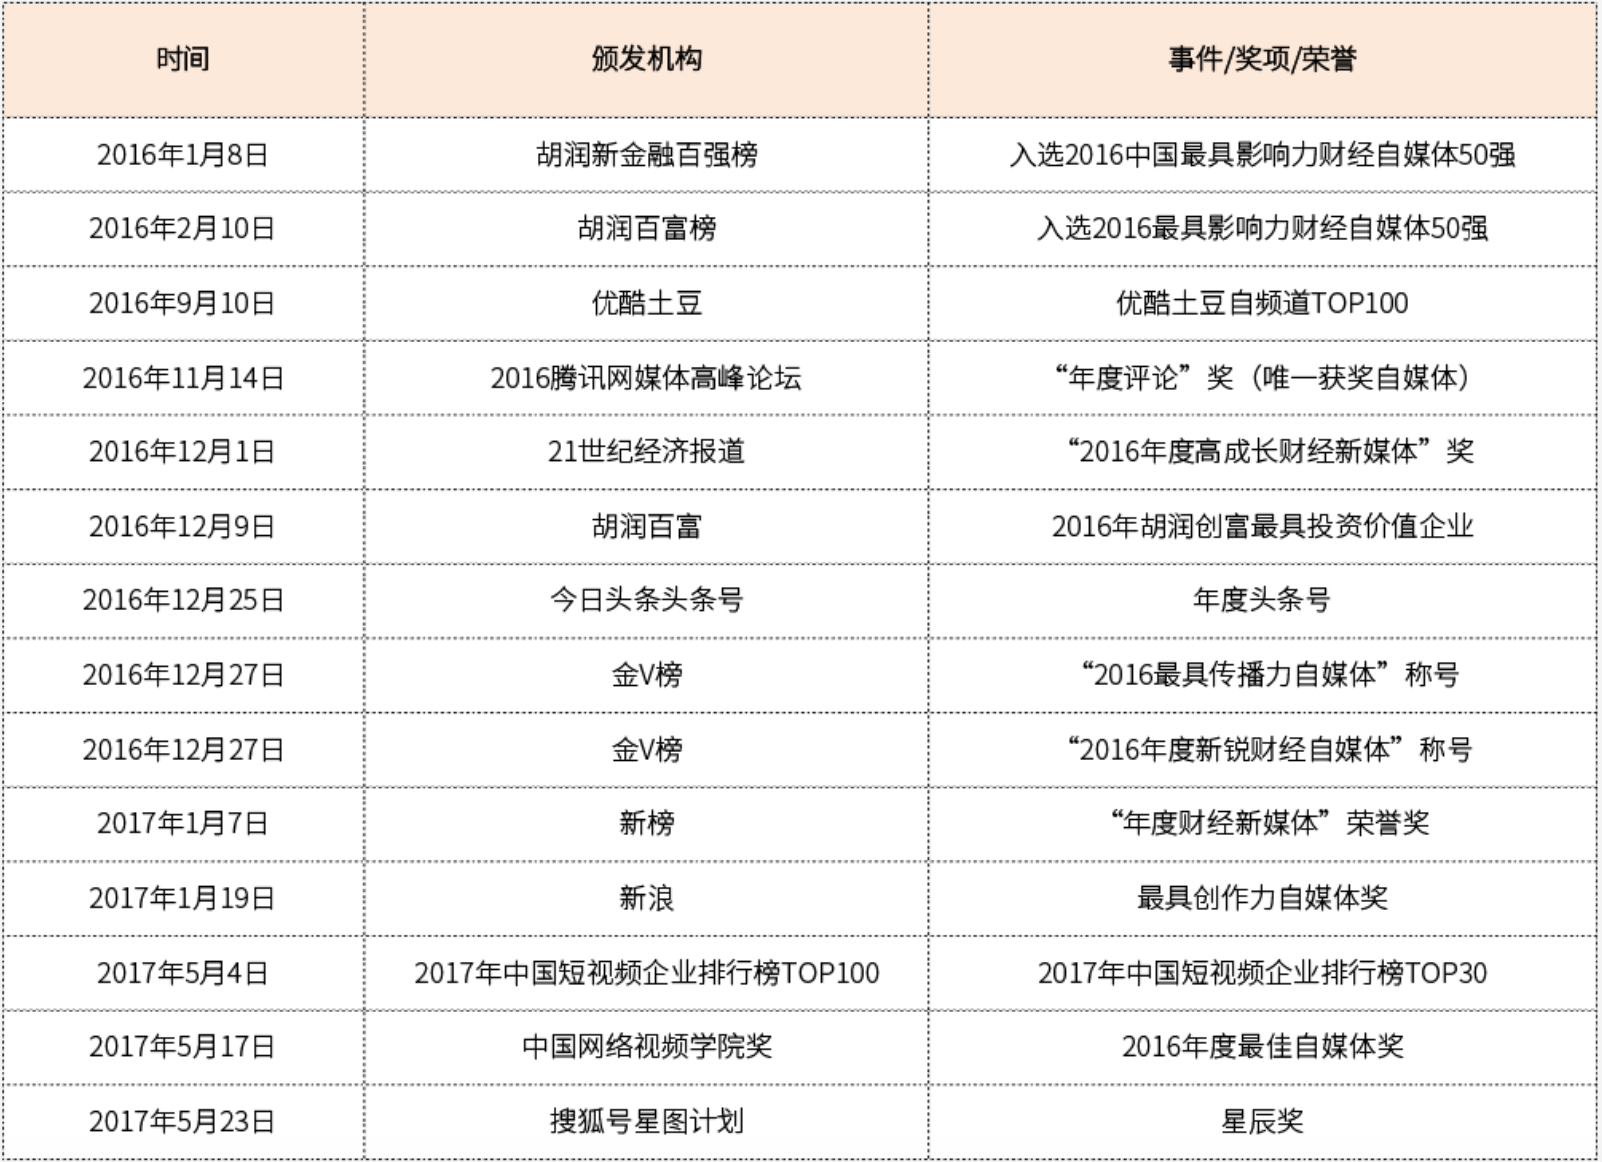 时间 颁发机构 事件/奖项/荣誉
2016年1月8日 胡润新金融百强榜 入选2016中国最具影响力财经自媒体50强
2016年2月10日 胡润百富榜 入选2016最具影响力财经自媒体50强
2016年9月10日 优酷土豆 优酷土豆自频道TOP100
2016年11月14日 2016腾讯网媒体高峰论坛 “年度评论”奖（唯一获奖自媒体）
2016年12月1日 21世纪经济报道 “2016年度高成长财经新媒体”奖
2016年12月9日 胡润百富 2016年胡润创富最具投资价值企业
2016年12月25日 今日头条头条号 年度头条号
2016年12月27日 金V榜 “2016最具传播力自媒体”称号
2016年12月27日 金V榜 “2016年度新锐财经自媒体”称号
2017年1月7日 新榜 “年度财经新媒体”荣誉奖
2017年1月19日 新浪 最具创作力自媒体奖
2017年5月4日 2017年中国短视频企业排行榜TOP100 2017年中国短视频企业排行榜TOP30
2017年5月17日 中国网络视频学院奖 2016年度最佳自媒体奖
2017年5月23日 搜狐号星图计划 星辰奖